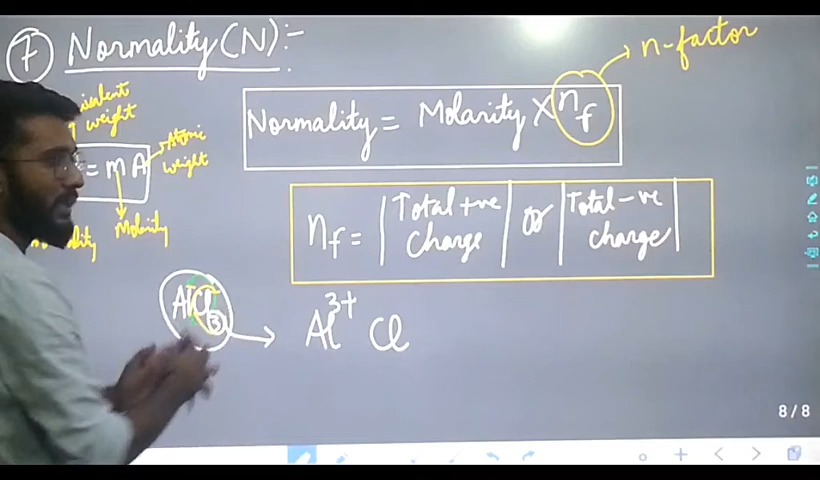 7 Normality (N):-
n-factor
Normality = Molarity × nf
weight
= m A
Atomic weight
Molarity
nf = |Total +ve Charge| or |Total -ve charge|
AlCl3 → Al3+ Cl
8/8